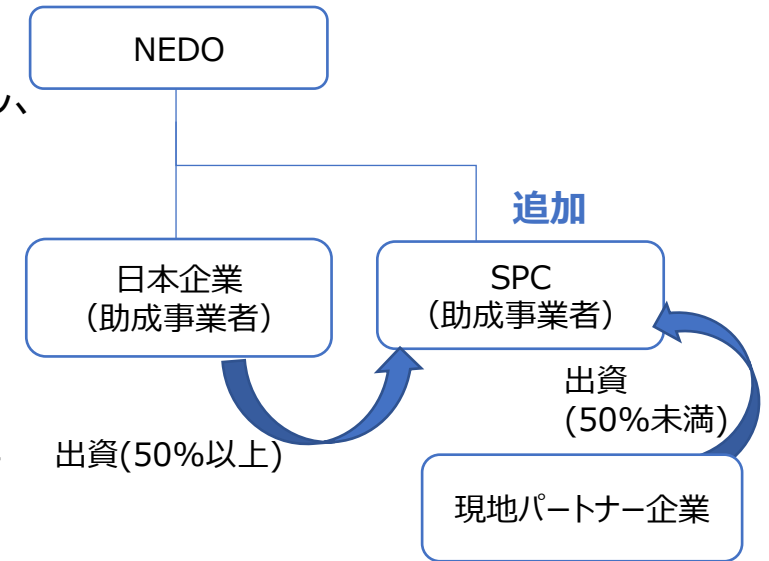 NEDO
ン、
追加
日本企業
（助成事業者）
SPC
（助成事業者）
出資
(50%未満)
出資(50%以上)
現地パートナー企業